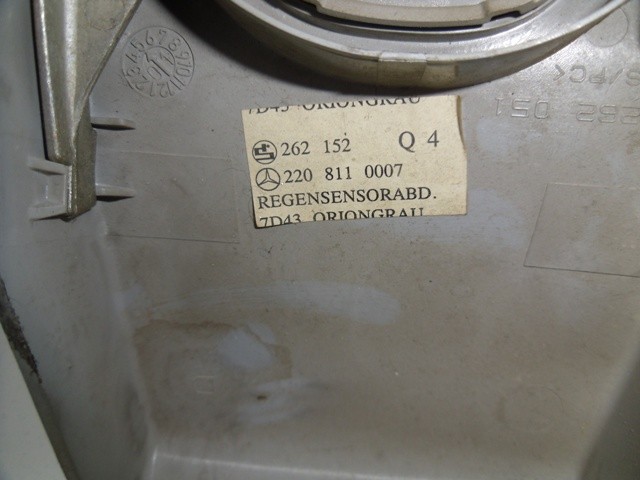 7D43 ORIONGRAU
262 152 Q 4
220 811 0007
REGENSENSORABD.
7D43 ORIONGRAU